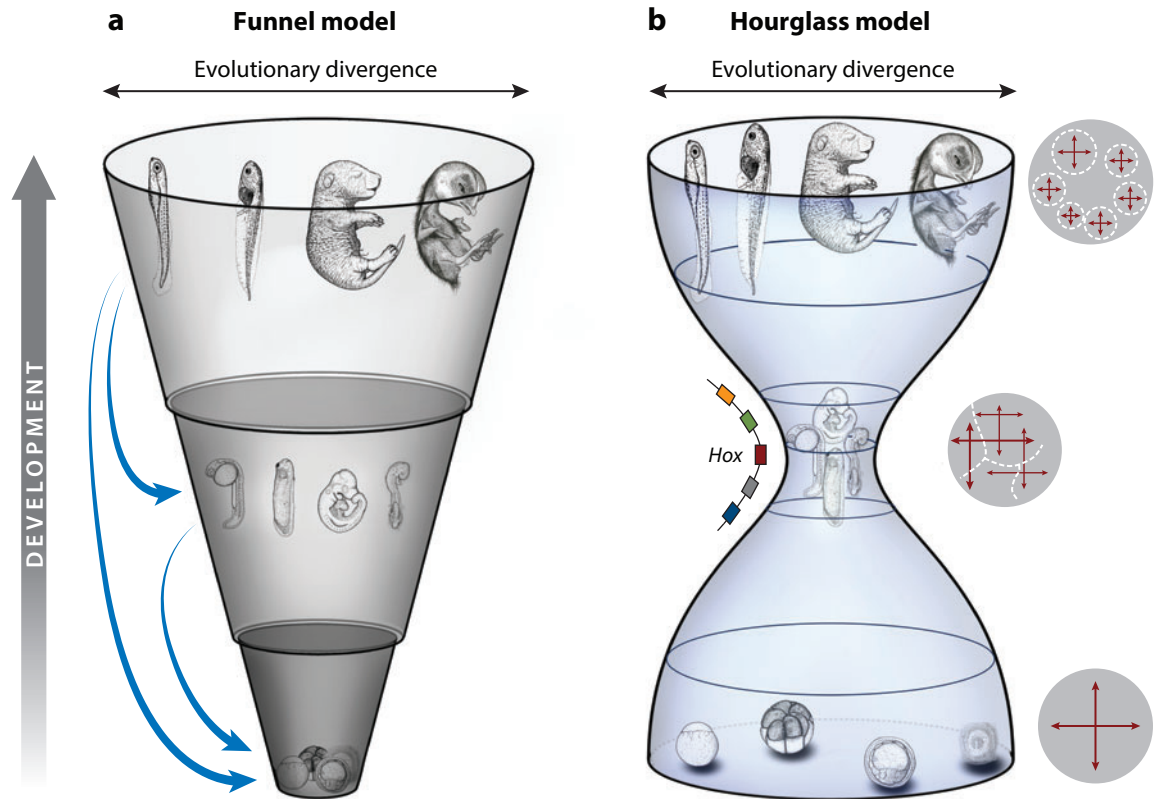 a
Funnel model
b
Hourglass model
Evolutionary divergence
Evolutionary divergence
DEVELOPMENT
Hox